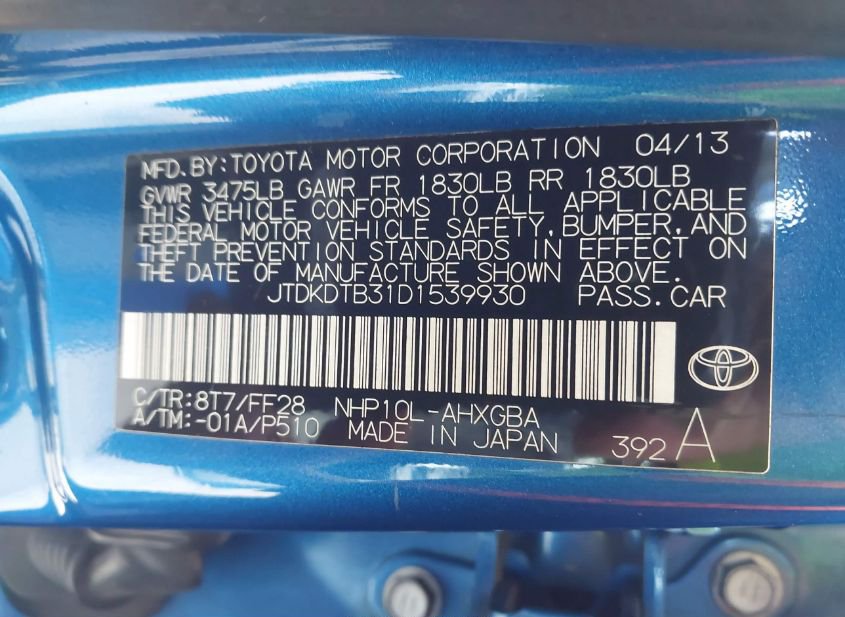 MFD.BY:TOYOTA MOTOR CORPORATION 04/13
GVWR 3475LB GAWR FR 1830LB RR 1830LB
THIS VEHICLE CONFORMS TO ALL APPLICABLE
FEDERAL MOTOR VEHICLE SAFETY,BUMPER,AND
THEFT PREVENTION STANDARDS IN EFFECT ON
THE DATE OF MANUFACTURE SHOWN ABOVE.
JTDKDTB31D1539930 PASS.CAR
C/TR:8T7/FF28 NHP10L-AHXGBA
A/TM:-01A/P510 MADE IN JAPAN 392 A